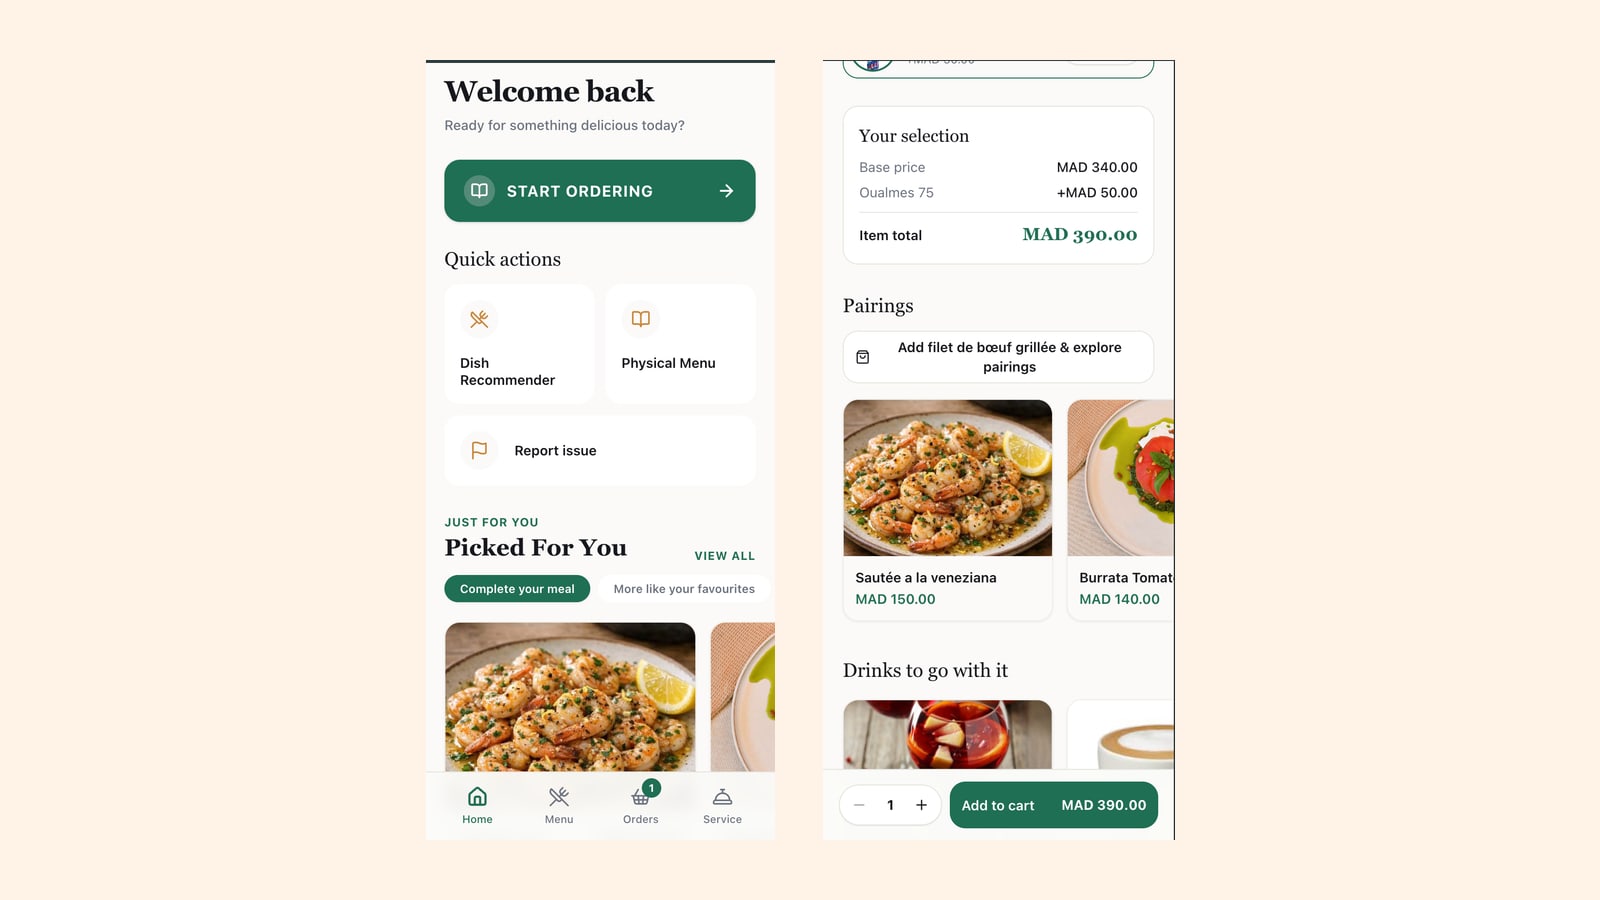 Welcome back
Ready for something delicious today?
START ORDERING
Quick actions
Dish
Recommender
Physical Menu
Report issue
JUST FOR YOU
Picked For You
VIEW ALL
Complete your meal
More like your favourites
1
Home
Menu
Orders
Service
Your selection
Base price MAD 340.00
Oualmes 75 +MAD 50.00
Item total MAD 390.00
Pairings
Add filet de bœuf grillée & explore
pairings
Sautée a la veneziana
MAD 150.00
Burrata Tomat
MAD 140.00
Drinks to go with it
1
Add to cart MAD 390.00